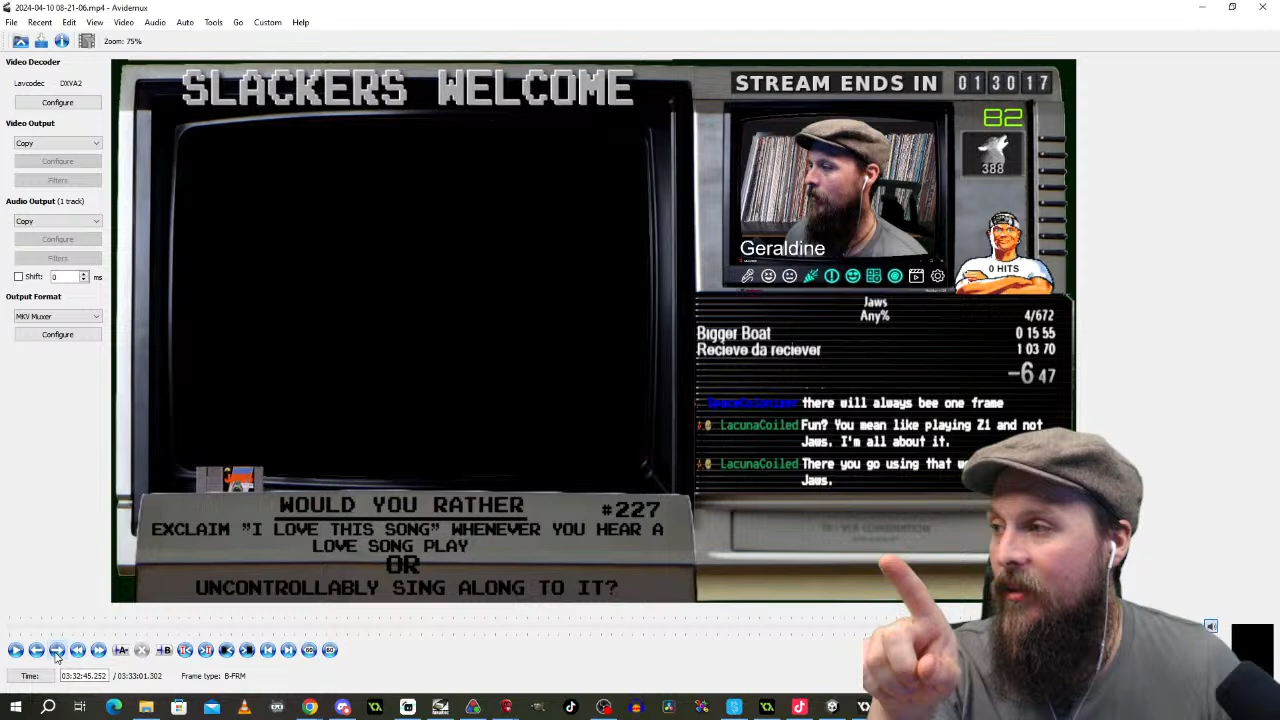 2024-04-10 08-21-06.mp4 - Avidemux
File Recent Edit View Video Audio Auto Tools Go Custom Help
Zoom: 75%
Video Decoder
Lavcodec DXVA2
Configure
Video Output
Copy
Configure
Filters
Audio Output (1 track)
Copy
Configure
Filters
Shift: 0 ms
Output Format
MKV Muxer
Configure
SLACKERS WELCOME
STREAM ENDS IN 01 30 17
82
388
Geraldine
0 HITS
Jaws
Any% 4/672
Bigger Boat 0 15 55
Recieve da reciever 1 03 70
-6 47
SpaceColonizer there will always bee one frame
LacunaCoiled Fun? You mean like playing Z1 and not
Jaws. I'm all about it.
LacunaCoiled There you go using that
Jaws.
WOULD YOU RATHER #227
EXCLAIM "I LOVE THIS SONG" WHENEVER YOU HEAR A
LOVE SONG PLAY
OR
UNCONTROLLABLY SING ALONG TO IT?
A B
Time: 03:32:45.252 / 03:33:01.302 Frame type: B-FRM